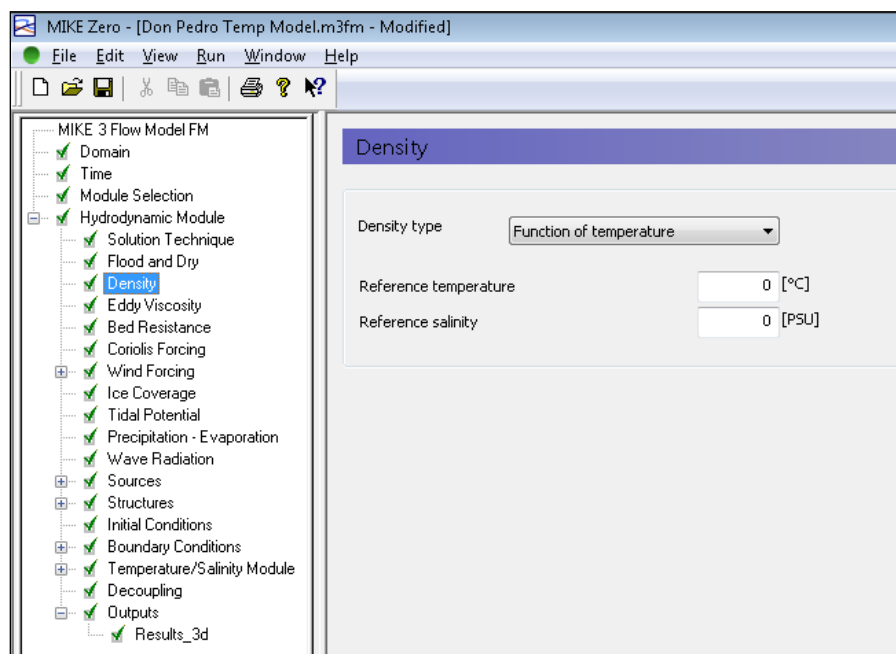 MIKE Zero - [Don Pedro Temp Model.m3fm - Modified]
File Edit View Run Window Help
MIKE 3 Flow Model FM
Domain
Time
Module Selection
Hydrodynamic Module
Solution Technique
Flood and Dry
Density
Eddy Viscosity
Bed Resistance
Coriolis Forcing
Wind Forcing
Ice Coverage
Tidal Potential
Precipitation - Evaporation
Wave Radiation
Sources
Structures
Initial Conditions
Boundary Conditions
Temperature/Salinity Module
Decoupling
Outputs
Results_3d
Density
Density type Function of temperature
Reference temperature 0 [°C]
Reference salinity 0 [PSU]